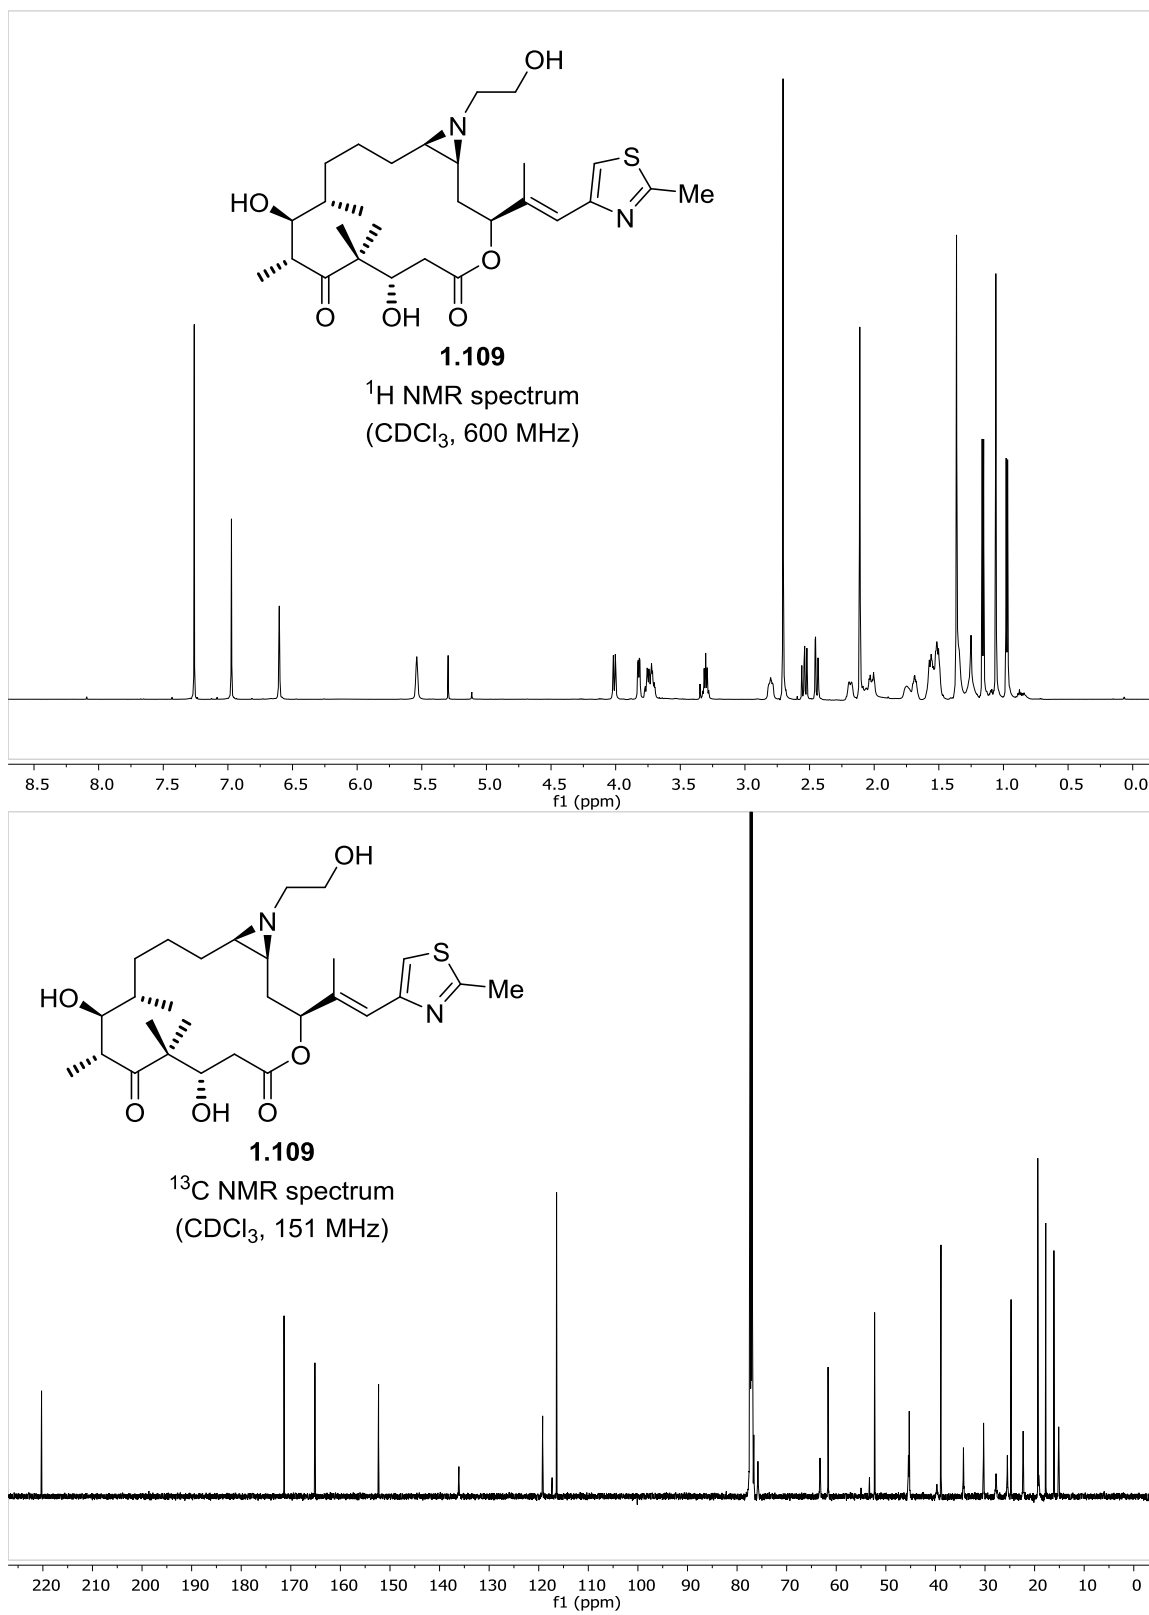 OH
N
S
Me
N
HO
O
O
OH
O
1.109
¹H NMR spectrum
(CDCl₃, 600 MHz)
8.5 8.0 7.5 7.0 6.5 6.0 5.5 5.0 4.5 4.0 3.5 3.0 2.5 2.0 1.5 1.0 0.5 0.0
f1 (ppm)
OH
N
S
Me
N
HO
O
O
OH
O
1.109
¹³C NMR spectrum
(CDCl₃, 151 MHz)
220 210 200 190 180 170 160 150 140 130 120 110 100 90 80 70 60 50 40 30 20 10 0
f1 (ppm)